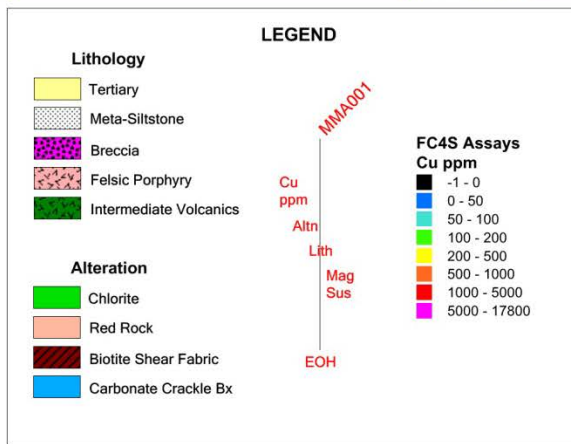 LEGEND
Lithology
Tertiary
Meta-Siltstone
Breccia
Felsic Porphyry
Intermediate Volcanics
Alteration
Chlorite
Red Rock
Biotite Shear Fabric
Carbonate Crackle Bx
MMA001
Cu
ppm
Altn
Lith
Mag
Sus
EOH
FC4S Assays
Cu ppm
-1 - 0
0 - 50
50 - 100
100 - 200
200 - 500
500 - 1000
1000 - 5000
5000 - 17800